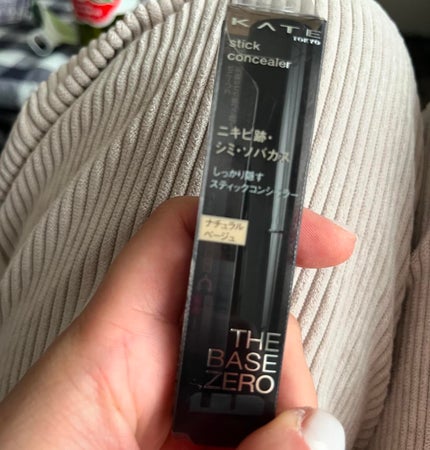 KATE
TOKYO
stick
concealer
ニキビ跡・
シミ・ソバカス
しっかり隠す
スティックコンシーラー
ナチュラル
ベージュ
THE
BASE
ZERO